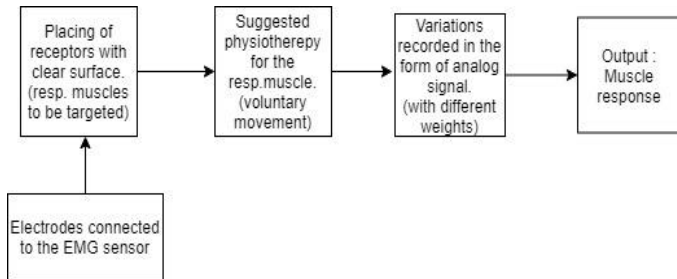 Placing of
receptors with
clear surface.
(resp. muscles
to be targeted)
Suggested
physiotherepy
for the
resp.muscle.
(voluntary
movement)
Variations
recorded in the
form of analog
signal.
(with different
weights)
Output :
Muscle
response
Electrodes connected
to the EMG sensor